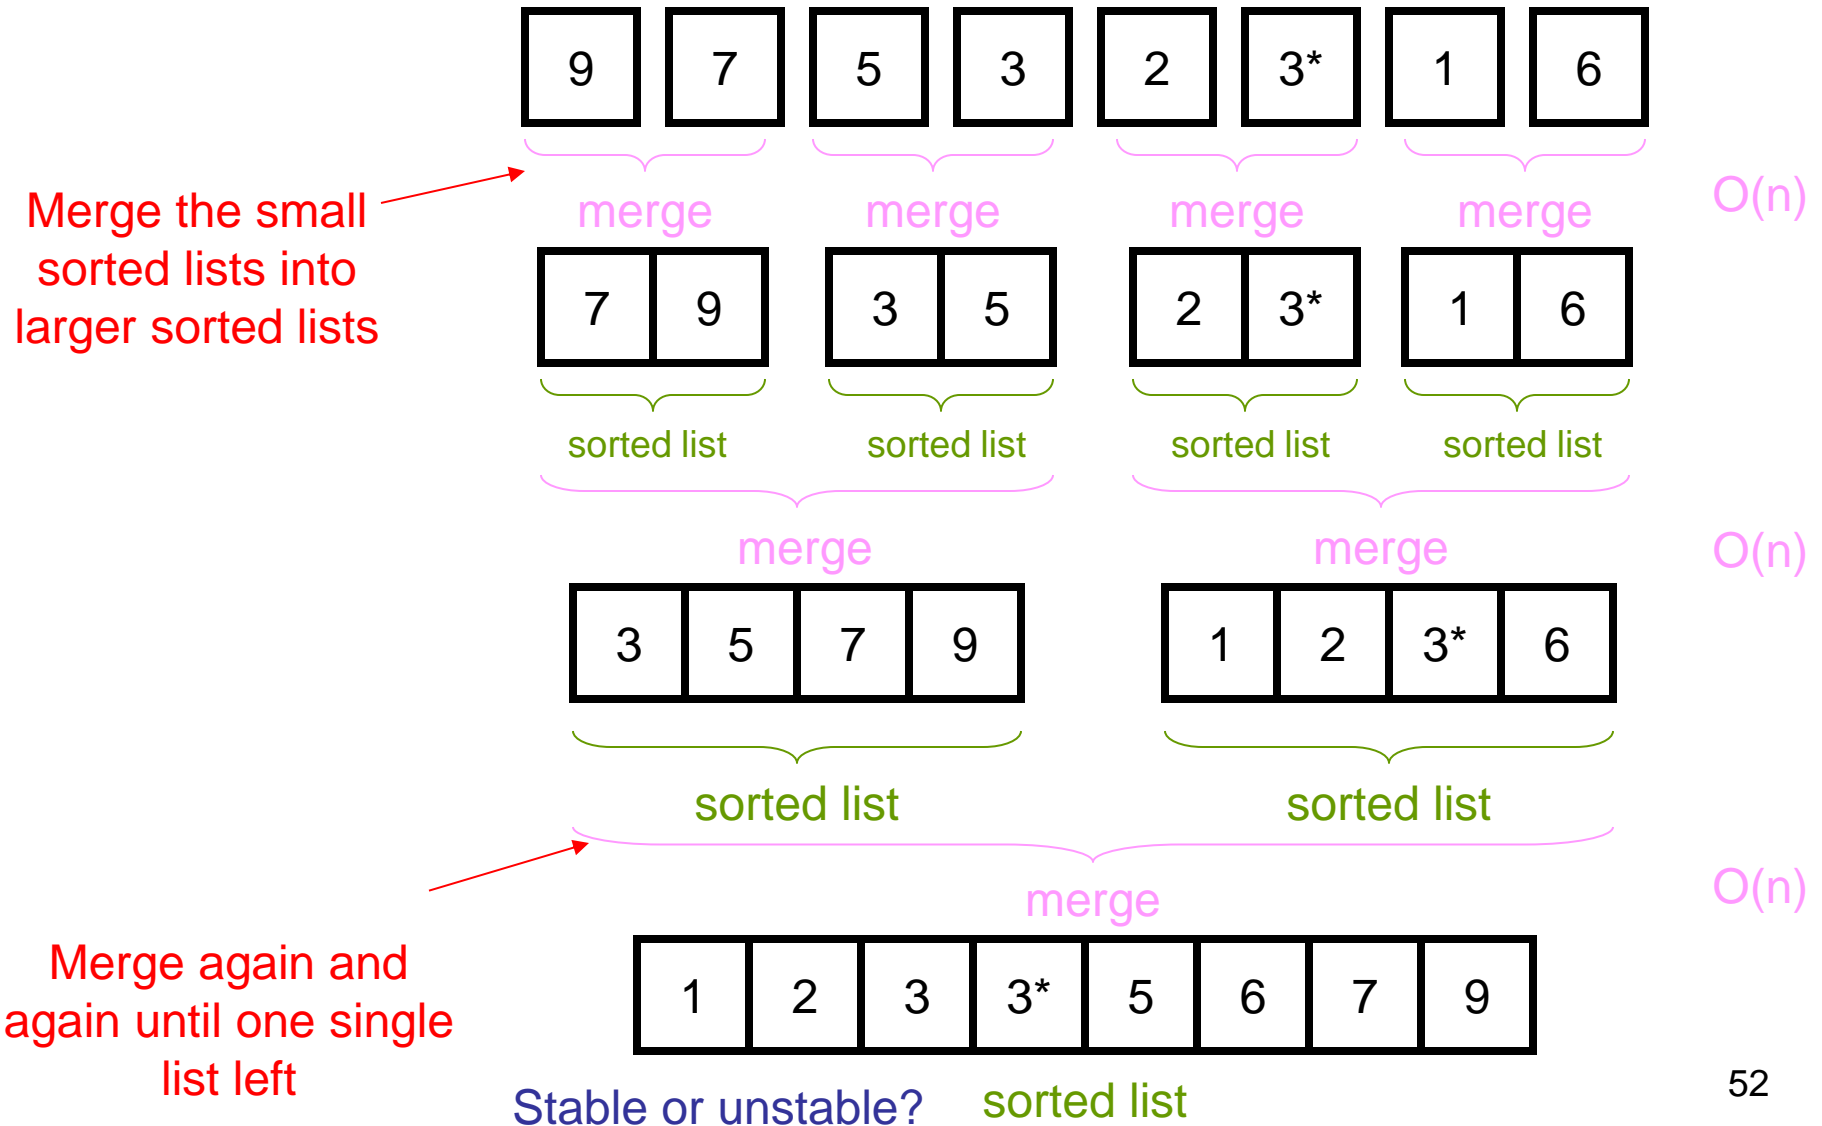 9 7 5 3 2 3* 1 6
merge merge merge merge
O(n)
Merge the small
sorted lists into
larger sorted lists
7 9 3 5 2 3* 1 6
sorted list sorted list sorted list sorted list
merge merge
O(n)
3 5 7 9 1 2 3* 6
sorted list sorted list
merge
O(n)
Merge again and
again until one single
list left
1 2 3 3* 5 6 7 9
Stable or unstable? sorted list
52